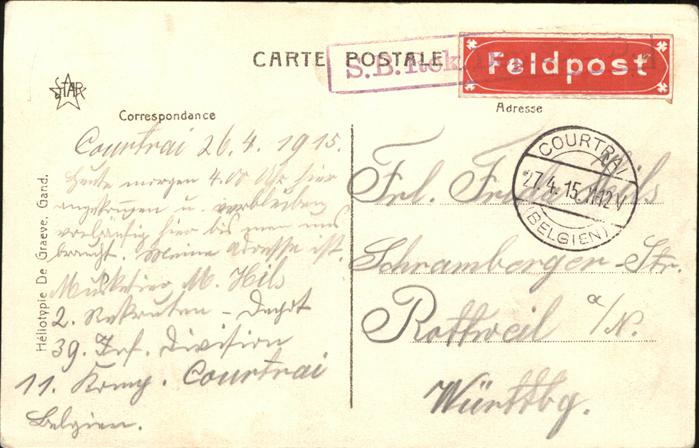 CARTE POSTALE
S.B.
Feldpost
STAR
Correspondance
Adresse
Héliotypie De Graeve, Gand.
Courtrai 26.4.1915.
Heute morgen 4.00 Uhr hier
angekommen u. verbleiben
vorläufig hier bis man uns
braucht. Meine Adresse ist.
Musketier M. Hils
2. Rekruten-Depot
39. Inf. Division
11. Komp. Courtrai
Belgien.
COURTRAI
27.4.15. 11-12 V
(BELGIEN)
Frl. Hils
Schramberger-Str.
Rottweil a/N.
Württbg.